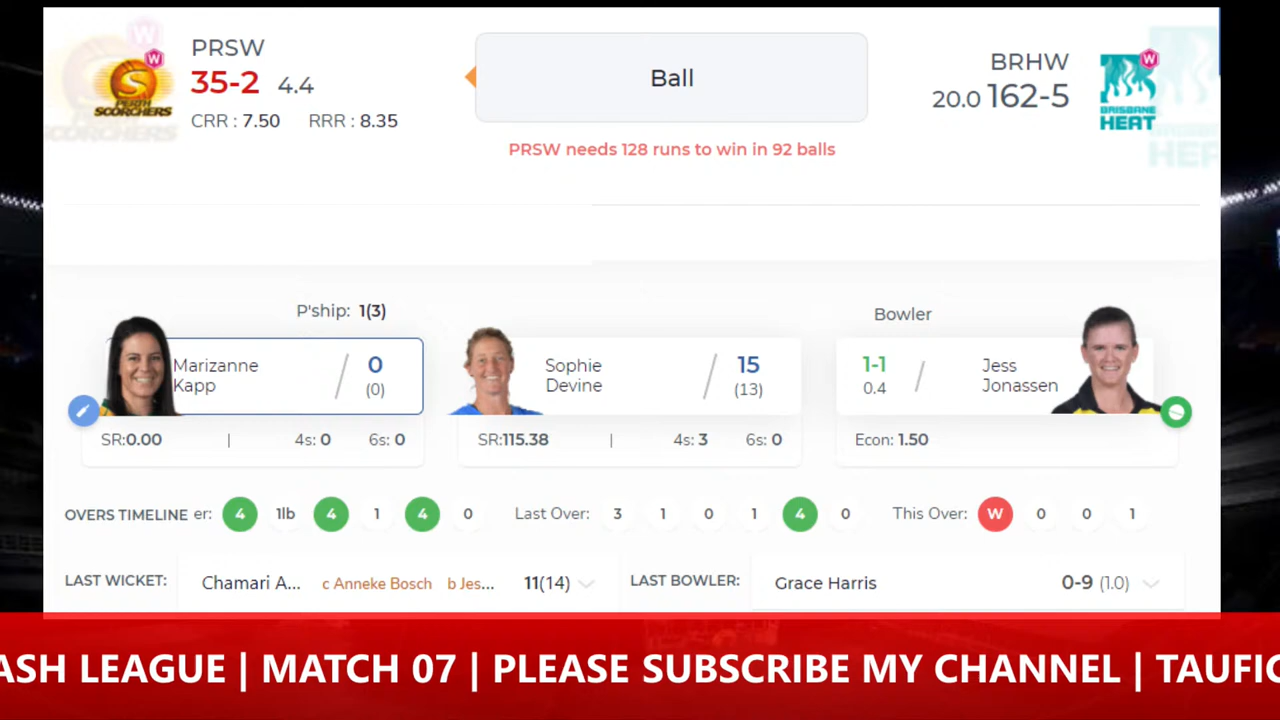 PRSW
35-2 4.4
CRR : 7.50 RRR : 8.35
PERTH
SCORCHERS
Ball
PRSW needs 128 runs to win in 92 balls
BRHW
20.0 162-5
BRISBANE
HEAT
P'ship: 1(3)
Marizanne
Kapp
0
(0)
SR:0.00 | 4s: 0 6s: 0
Sophie
Devine
15
(13)
SR:115.38 | 4s: 3 6s: 0
Bowler
1-1
0.4
Jess
Jonassen
Econ: 1.50
OVERS TIMELINE er: 4 1lb 4 1 4 0 Last Over: 3 1 0 1 4 0 This Over: W 0 0 1
LAST WICKET: Chamari A... c Anneke Bosch b Jes... 11(14) LAST BOWLER: Grace Harris 0-9 (1.0)
ASH LEAGUE | MATCH 07 | PLEASE SUBSCRIBE MY CHANNEL | TAUFIC